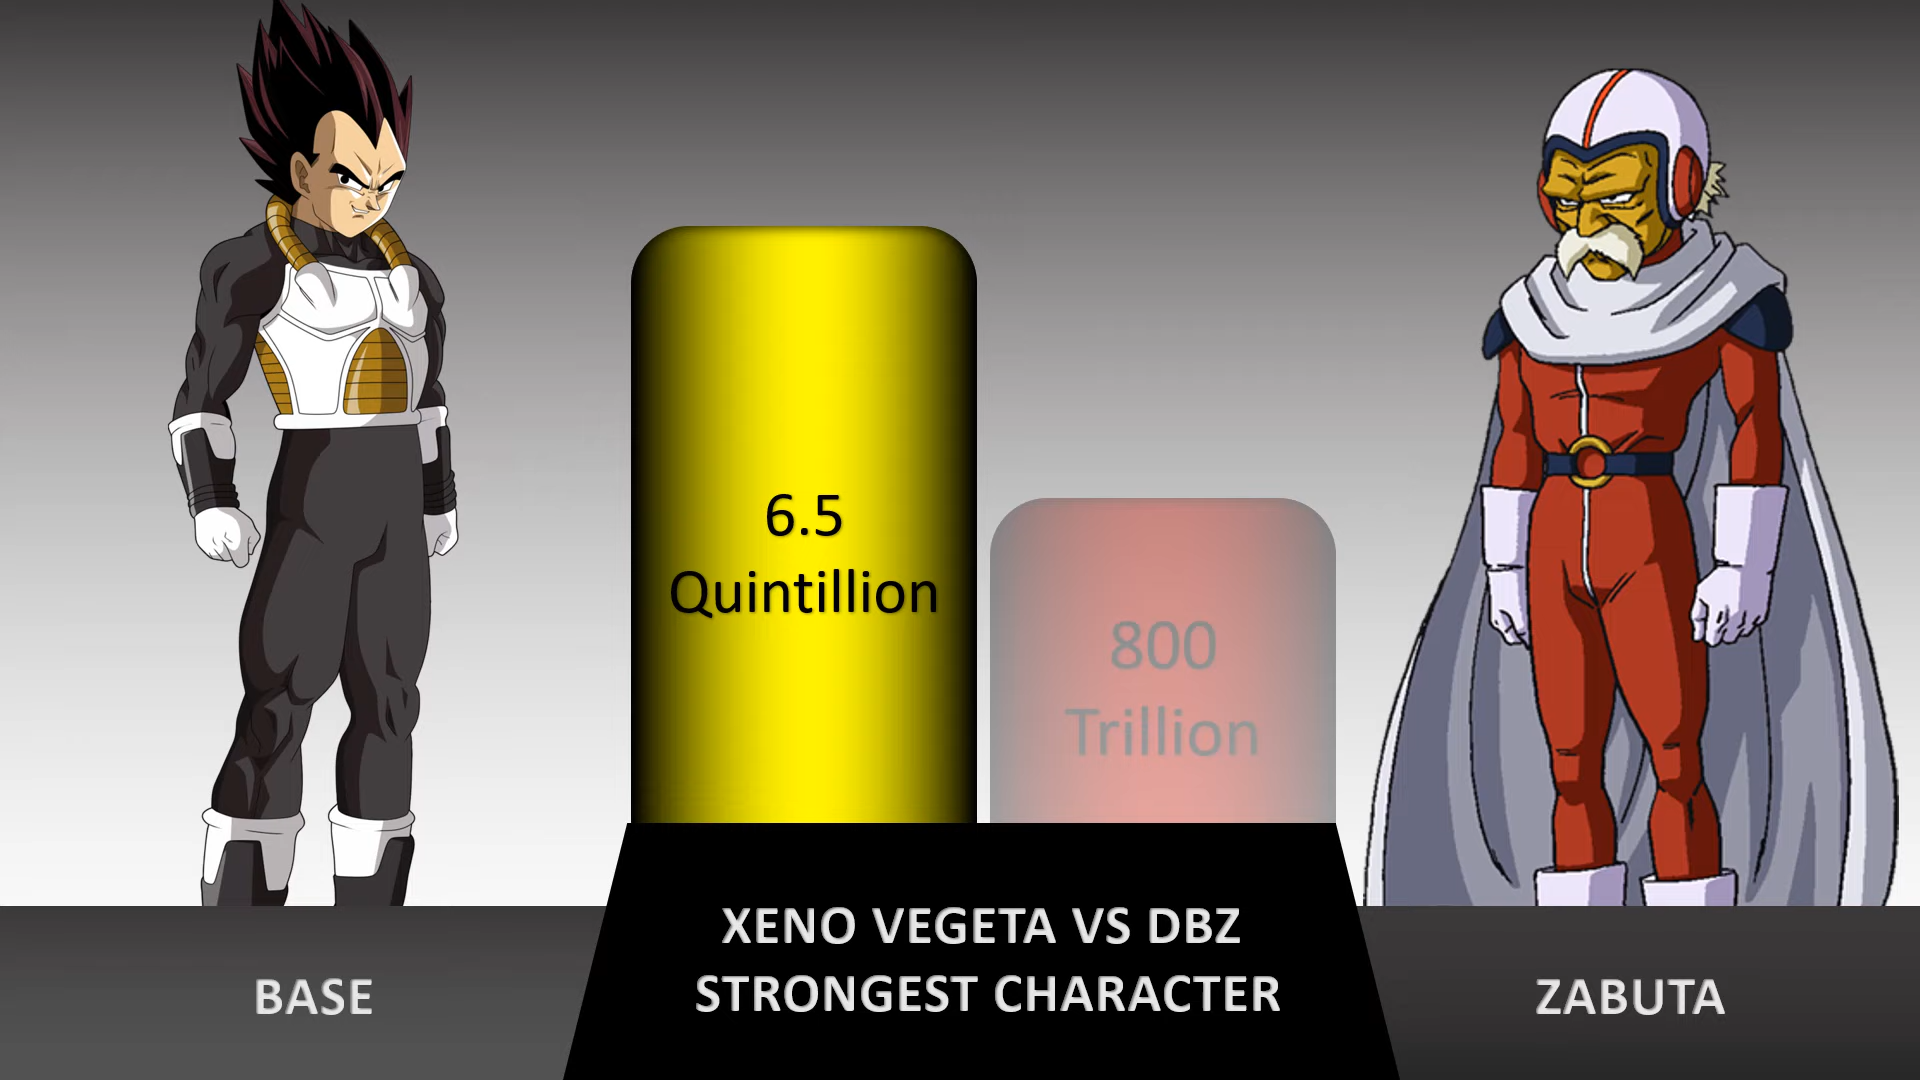 6.5
Quintillion
800
Trillion
XENO VEGETA VS DBZ
STRONGEST CHARACTER
BASE
ZABUTA